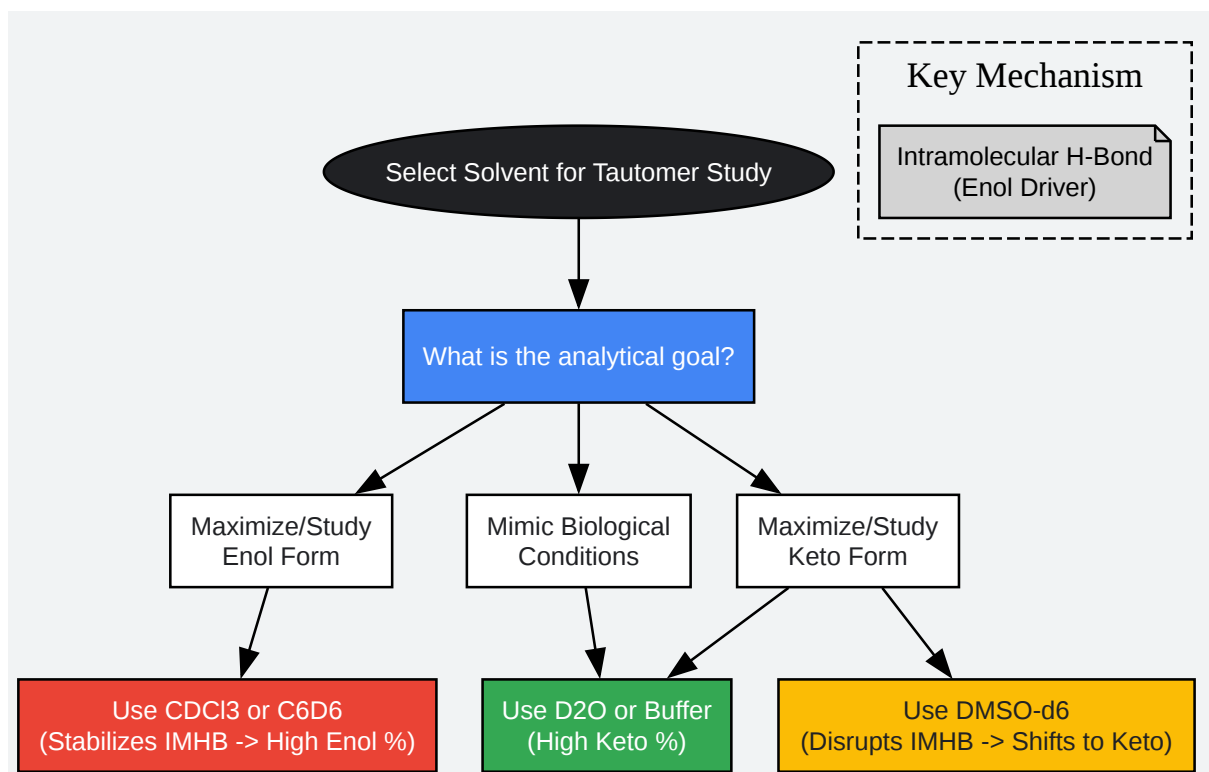 Key Mechanism
Intramolecular H-Bond
(Enol Driver)
Select Solvent for Tautomer Study
What is the analytical goal?
Maximize/Study
Enol Form
Mimic Biological
Conditions
Maximize/Study
Keto Form
Use CDCl3 or C6D6
(Stabilizes IMHB -> High Enol %)
Use D2O or Buffer
(High Keto %)
Use DMSO-d6
(Disrupts IMHB -> Shifts to Keto)